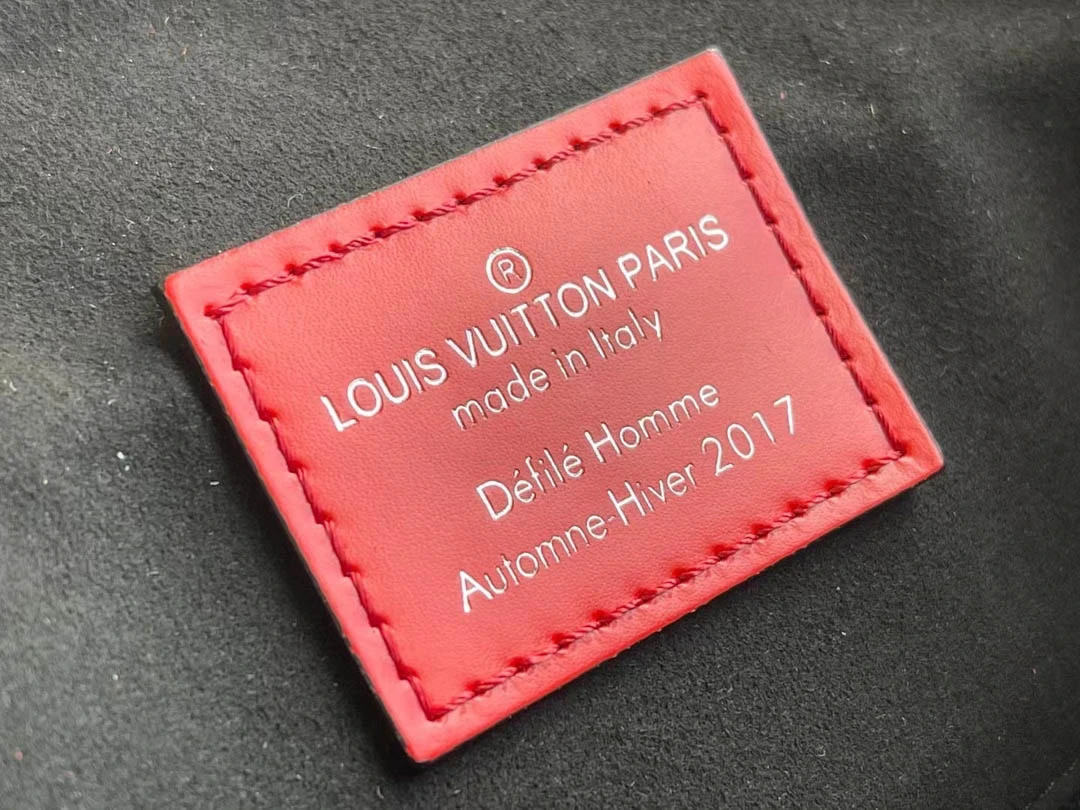 ®
LOUIS VUITTON PARIS
made in Italy
Défilé Homme
Automne-Hiver 2017